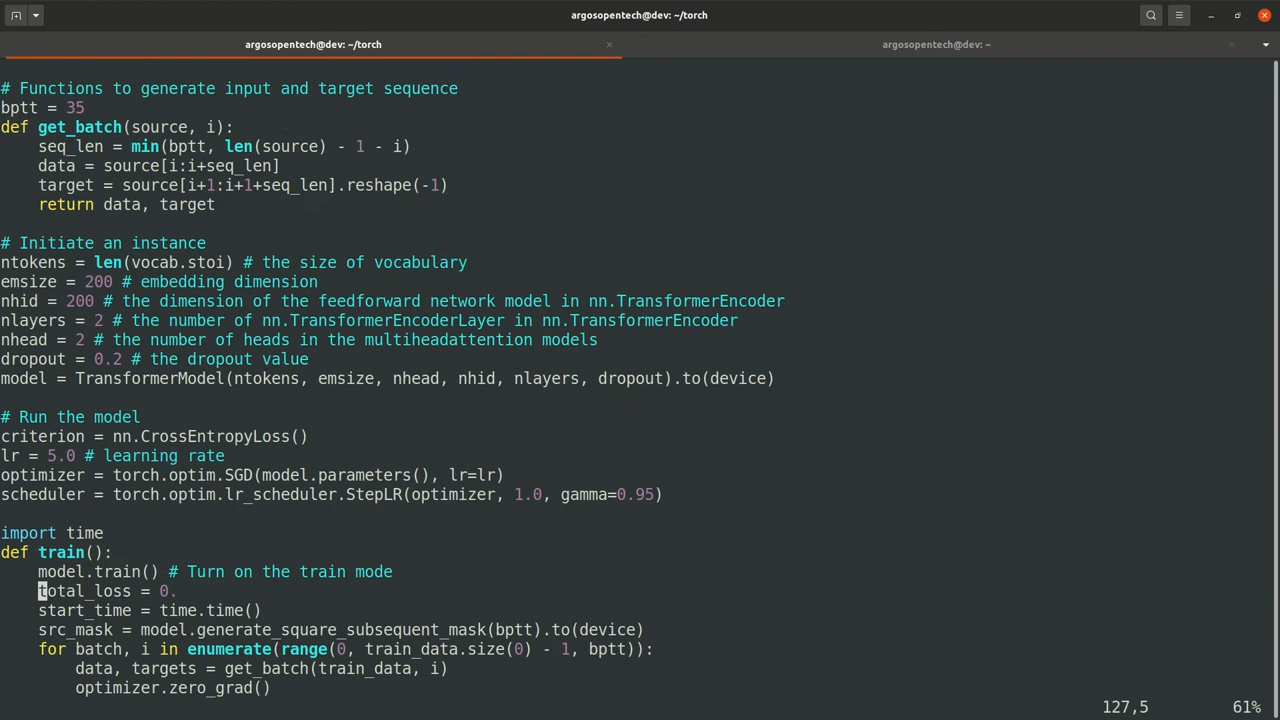 argosopentech@dev: ~/torch
argosopentech@dev: ~/torch
argosopentech@dev: ~
# Functions to generate input and target sequence
bptt = 35
def get_batch(source, i):
    seq_len = min(bptt, len(source) - 1 - i)
    data = source[i:i+seq_len]
    target = source[i+1:i+1+seq_len].reshape(-1)
    return data, target
# Initiate an instance
ntokens = len(vocab.stoi) # the size of vocabulary
emsize = 200 # embedding dimension
nhid = 200 # the dimension of the feedforward network model in nn.TransformerEncoder
nlayers = 2 # the number of nn.TransformerEncoderLayer in nn.TransformerEncoder
nhead = 2 # the number of heads in the multiheadattention models
dropout = 0.2 # the dropout value
model = TransformerModel(ntokens, emsize, nhead, nhid, nlayers, dropout).to(device)
# Run the model
criterion = nn.CrossEntropyLoss()
lr = 5.0 # learning rate
optimizer = torch.optim.SGD(model.parameters(), lr=lr)
scheduler = torch.optim.lr_scheduler.StepLR(optimizer, 1.0, gamma=0.95)
import time
def train():
    model.train() # Turn on the train mode
    total_loss = 0.
    start_time = time.time()
    src_mask = model.generate_square_subsequent_mask(bptt).to(device)
    for batch, i in enumerate(range(0, train_data.size(0) - 1, bptt)):
        data, targets = get_batch(train_data, i)
        optimizer.zero_grad()
127,5 61%